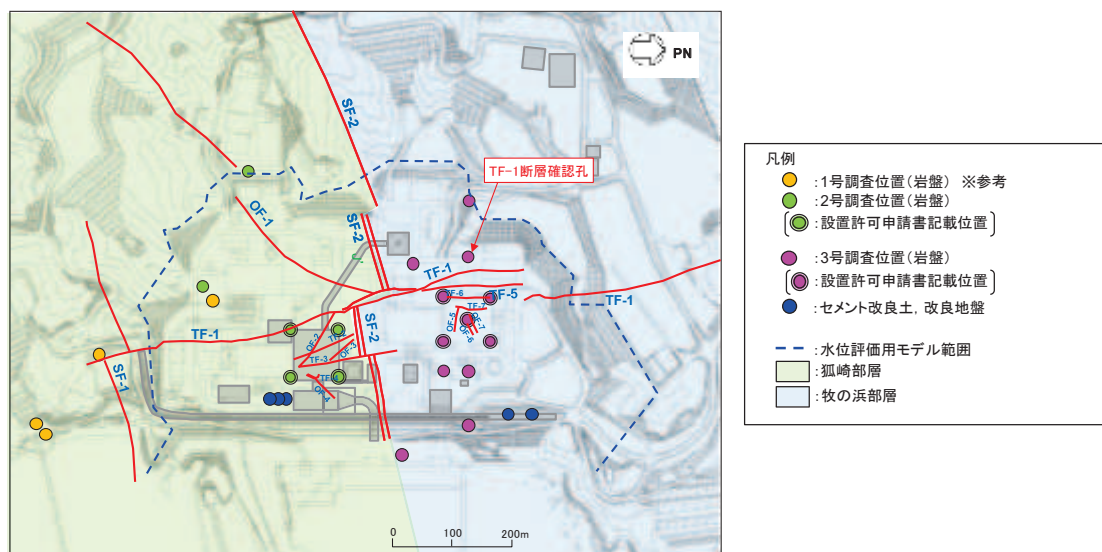 PN
SF-2
TF-1断層確認孔
OF-1
SF-2
TF-1
TF-6
TF-5
TF-1
TF-7
OF-5
OF-7
OF-6
TF-1
OF-2
TF-2
SF-2
OF-3
TF-3
OF-4
SF-1
0 100 200m
凡例
:1号調査位置(岩盤) ※参考
:2号調査位置(岩盤)
:設置許可申請書記載位置
:3号調査位置(岩盤)
:設置許可申請書記載位置
:セメント改良土, 改良地盤
:水位評価用モデル範囲
:狐崎部層
:牧の浜部層